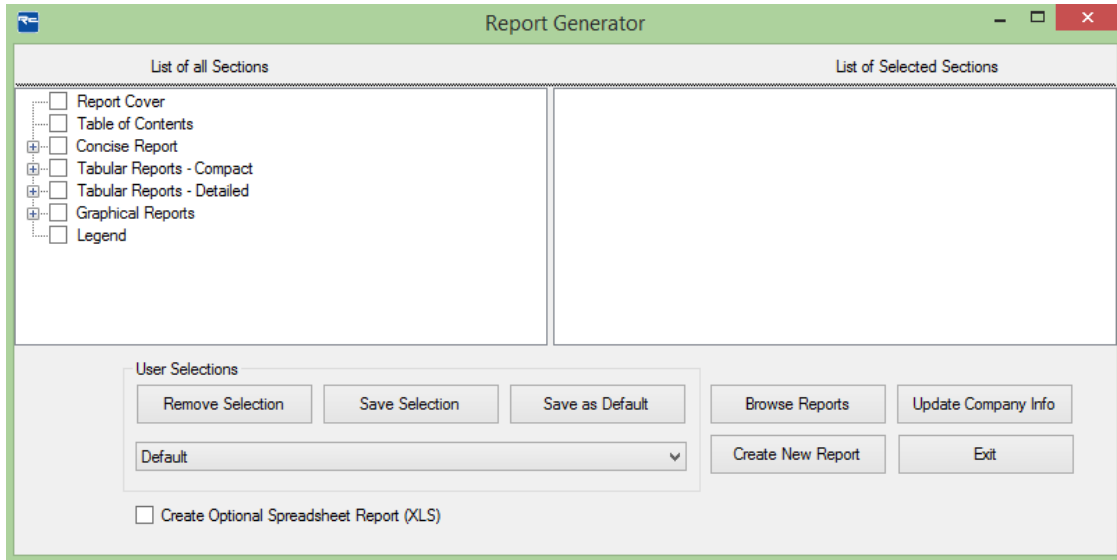 Report Generator
List of all Sections
List of Selected Sections
Report Cover
Table of Contents
Concise Report
Tabular Reports - Compact
Tabular Reports - Detailed
Graphical Reports
Legend
User Selections
Remove Selection
Save Selection
Save as Default
Browse Reports
Update Company Info
Default
Create New Report
Exit
Create Optional Spreadsheet Report (XLS)